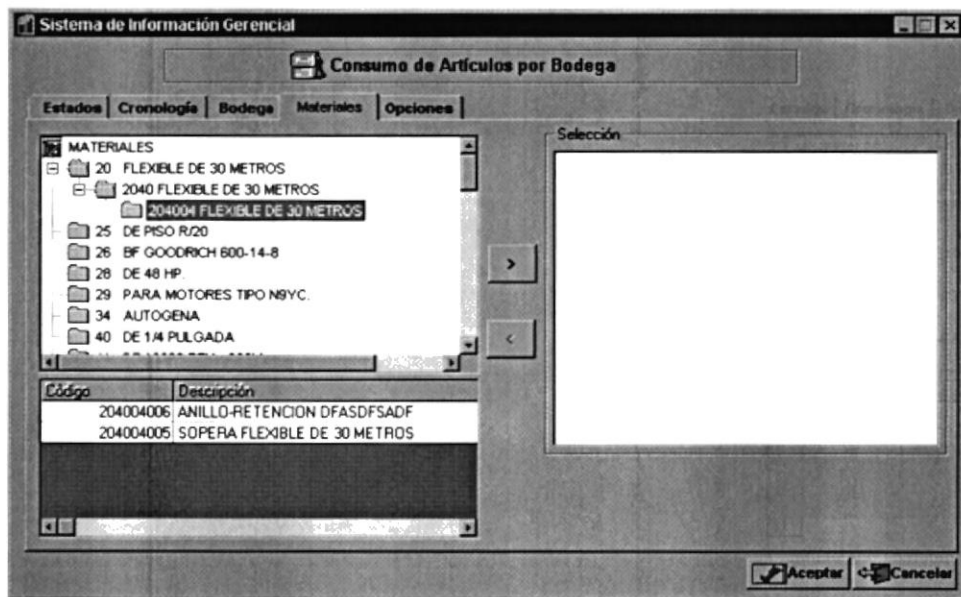 Sistema de Información Gerencial
Consumo de Artículos por Bodega
Estados Cronología Bodega Materiales Opciones
MATERIALES
20 FLEXIBLE DE 30 METROS
2040 FLEXIBLE DE 30 METROS
204004 FLEXIBLE DE 30 METROS
25 DE PISO R/20
26 BF GOODRICH 600-14-8
28 DE 48 HP.
29 PARA MOTORES TIPO N9YC.
34 AUTOGENA
40 DE 1/4 PULGADA
Selección
>
<
Código Descripción
204004006 ANILLO-RETENCION DFASDFSADF
204004005 SOPERA FLEXIBLE DE 30 METROS
Aceptar Cancelar